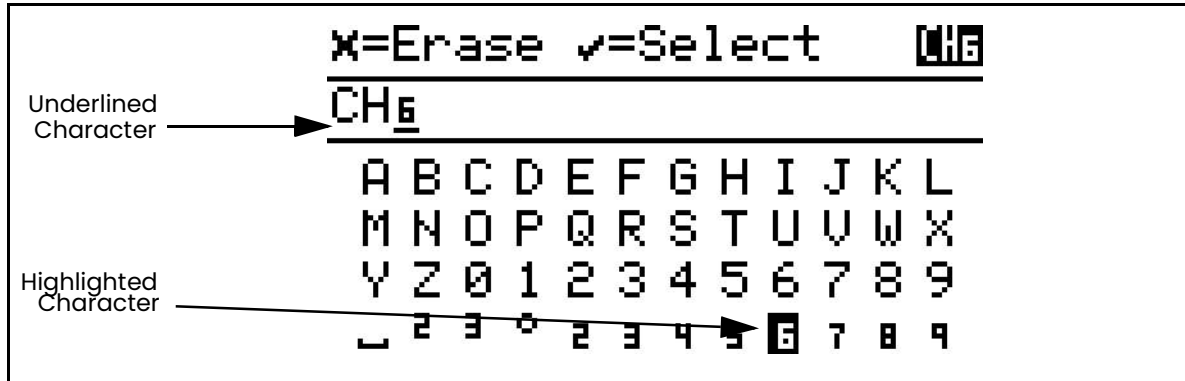 x=Erase ✓=Select CH₆
Underlined
Character
CH₆
A B C D E F G H I J K L
M N O P Q R S T U V W X
Highlighted
Character
Y Z 0 1 2 3 4 5 6 7 8 9
␣ ² ³ ° ₂ ₃ ₄ ₅ ₆ ₇ ₈ ₉